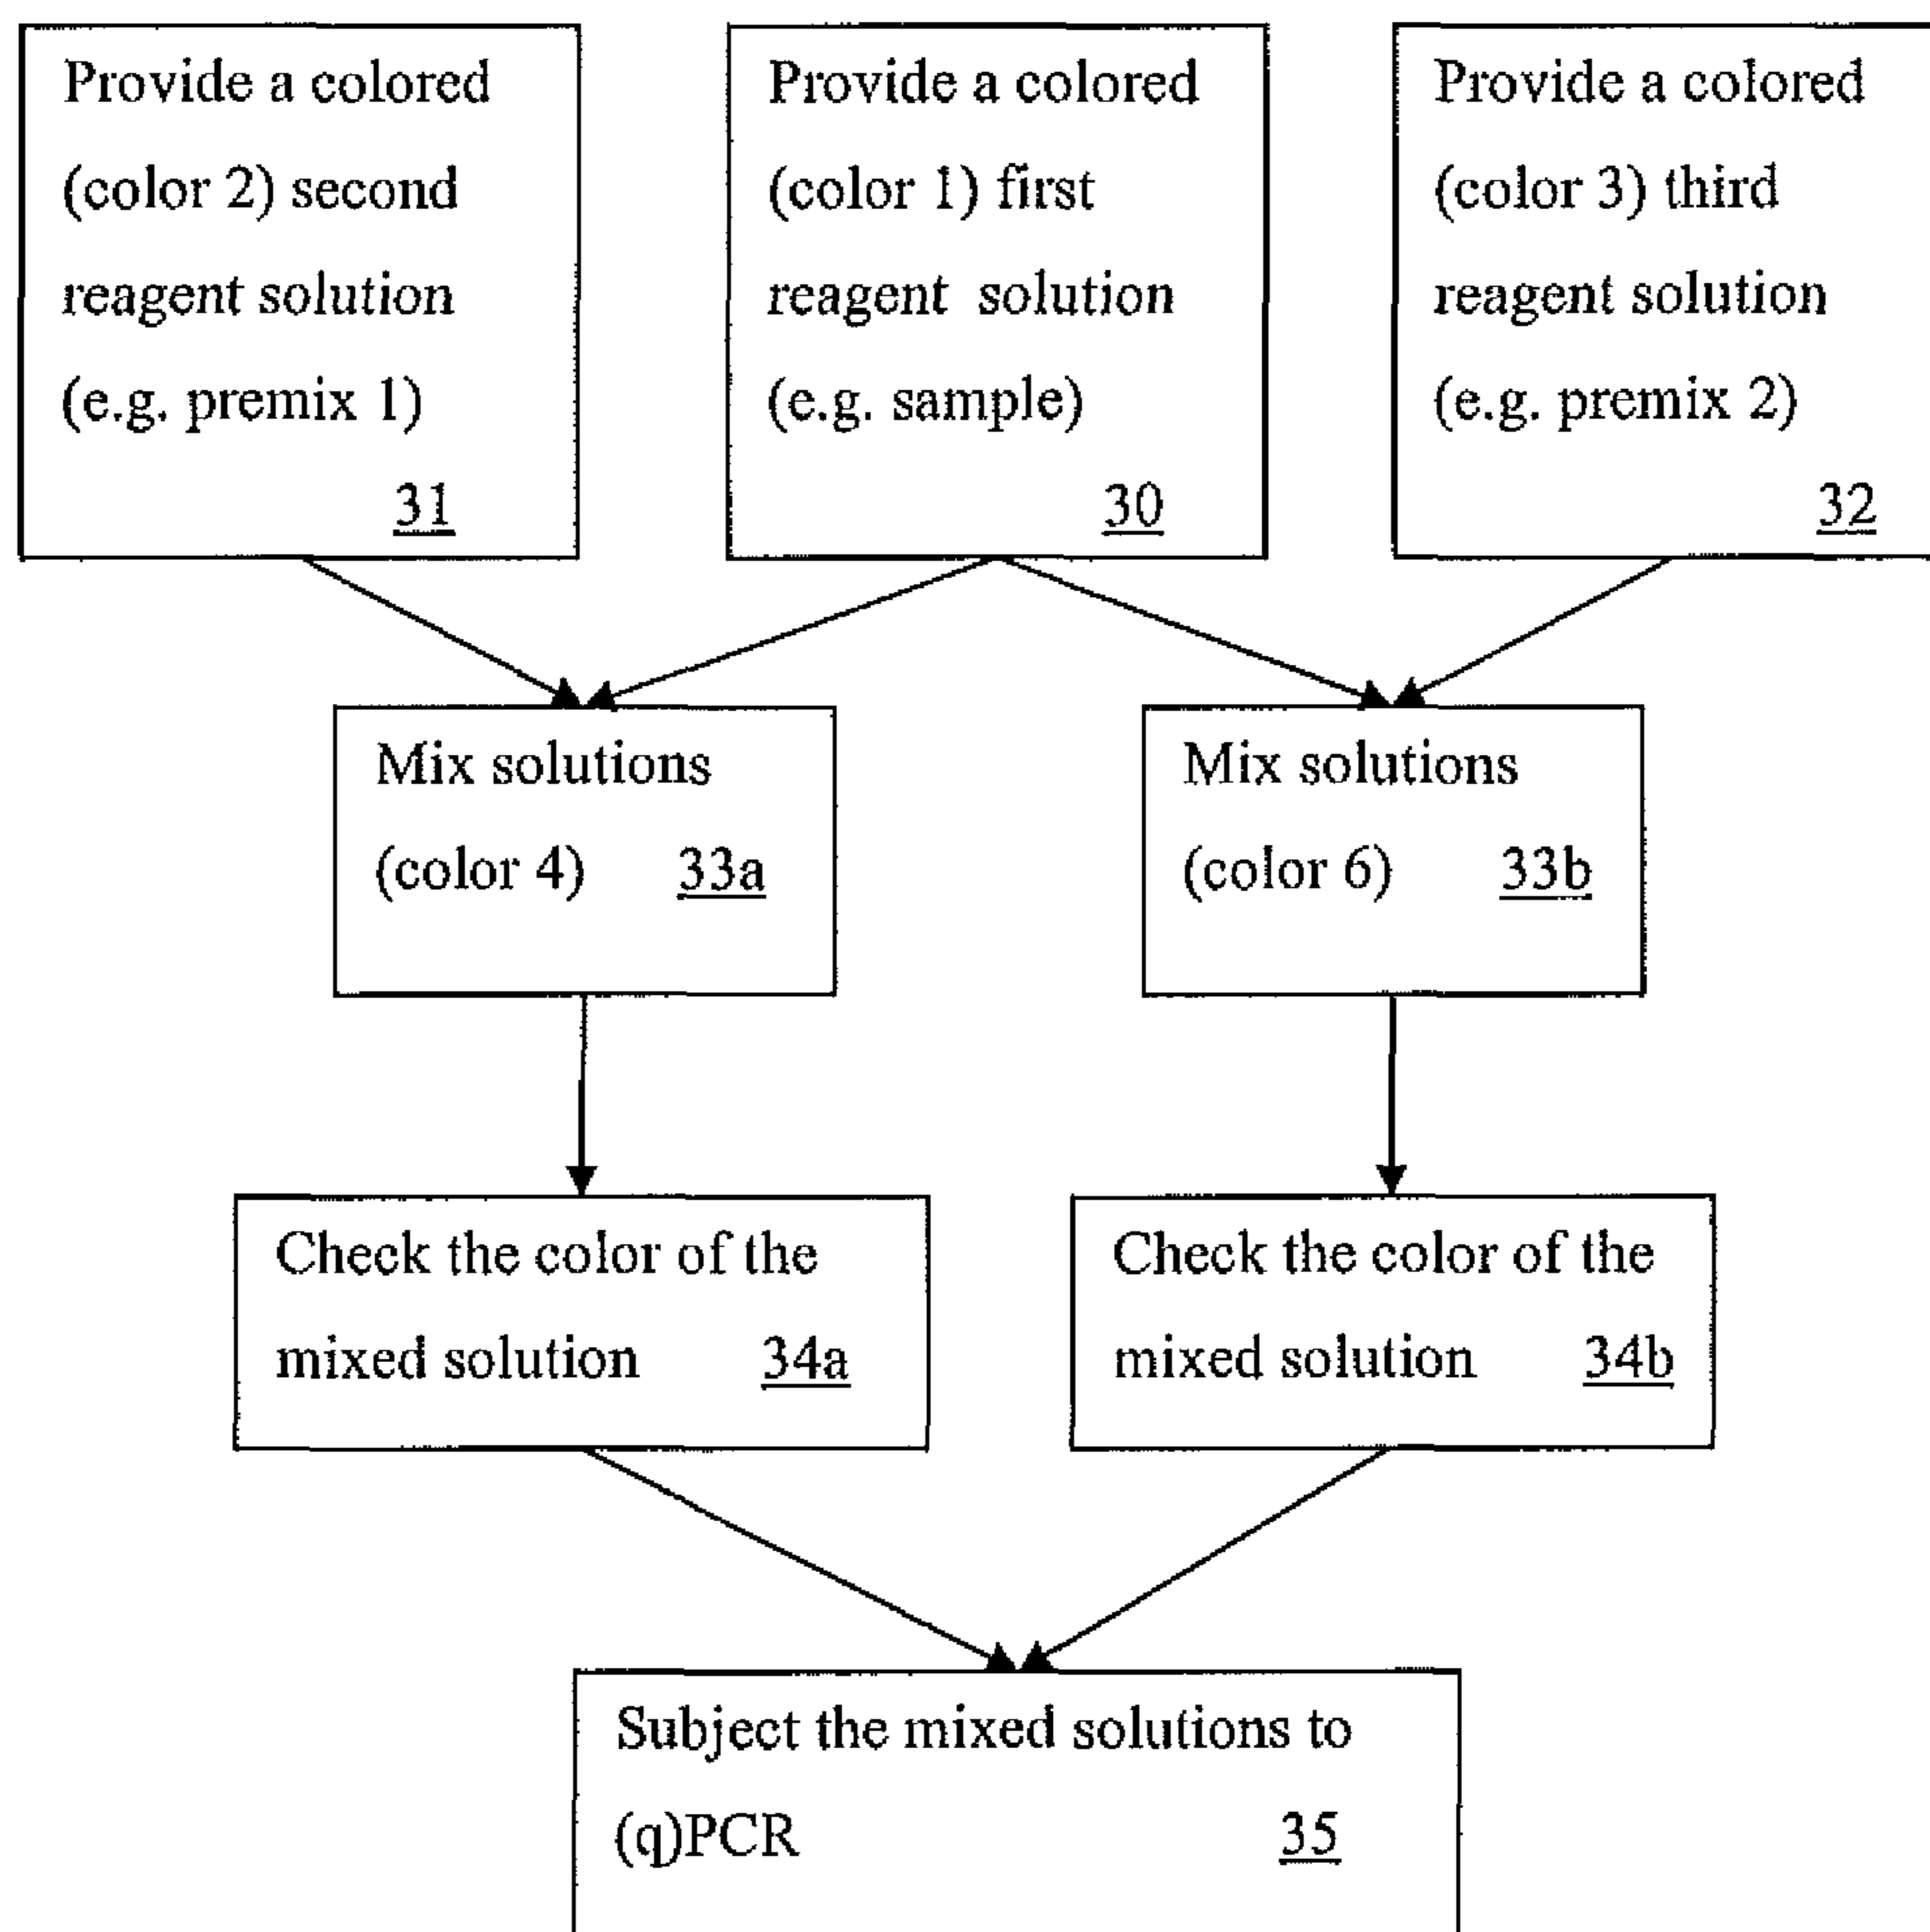 Provide a colored
(color 2) second
reagent solution
(e.g. premix 1)
31
Provide a colored
(color 1) first
reagent solution
(e.g. sample)
30
Provide a colored
(color 3) third
reagent solution
(e.g. premix 2)
32
Mix solutions
(color 4) 33a
Mix solutions
(color 6) 33b
Check the color of the
mixed solution 34a
Check the color of the
mixed solution 34b
Subject the mixed solutions to
(q)PCR 35